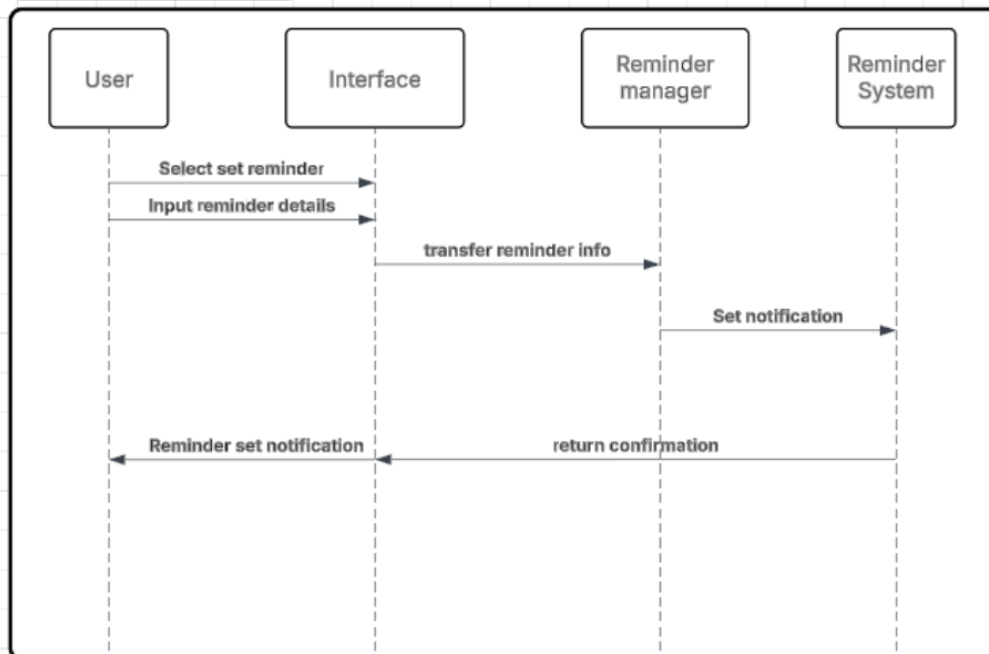 User
Interface
Reminder
manager
Reminder
System
Select set reminder
Input reminder details
transfer reminder info
Set notification
Reminder set notification
return confirmation